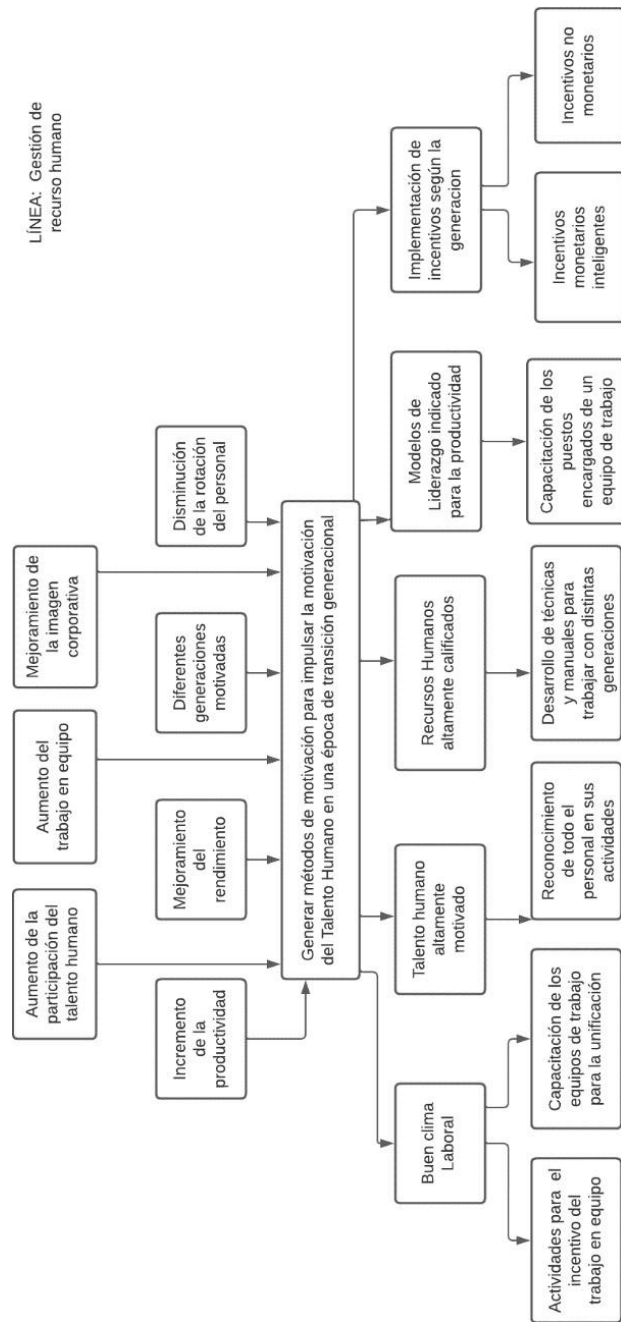 LÍNEA: Gestión de
recurso humano
Aumento de la
participación del
talento humano
Aumento del
trabajo en equipo
Mejoramiento de
la imagen
corporativa
Incremento
de la
productividad
Mejoramiento
del
rendimiento
Diferentes
generaciones
motivadas
Disminución
de la rotación
del personal
Generar métodos de motivación para impulsar la motivación
del Talento Humano en una época de transición generacional
Buen clima
Laboral
Talento humano
altamente
motivado
Recursos Humanos
altamente calificados
Modelos de
Liderazgo indicado
para la productividad
Implementación de
incentivos según la
generacion
Actividades para el
incentivo del
trabajo en equipo
Capacitación de los
equipos de trabajo
para la unificación
Reconocimiento
de todo el
personal en sus
actividades
Desarrollo de técnicas
y manuales para
trabajar con distintas
generaciones
Capacitación de los
puestos
encargados de un
equipo de trabajo
Incentivos
monetarios
inteligentes
Incentivos no
monetarios